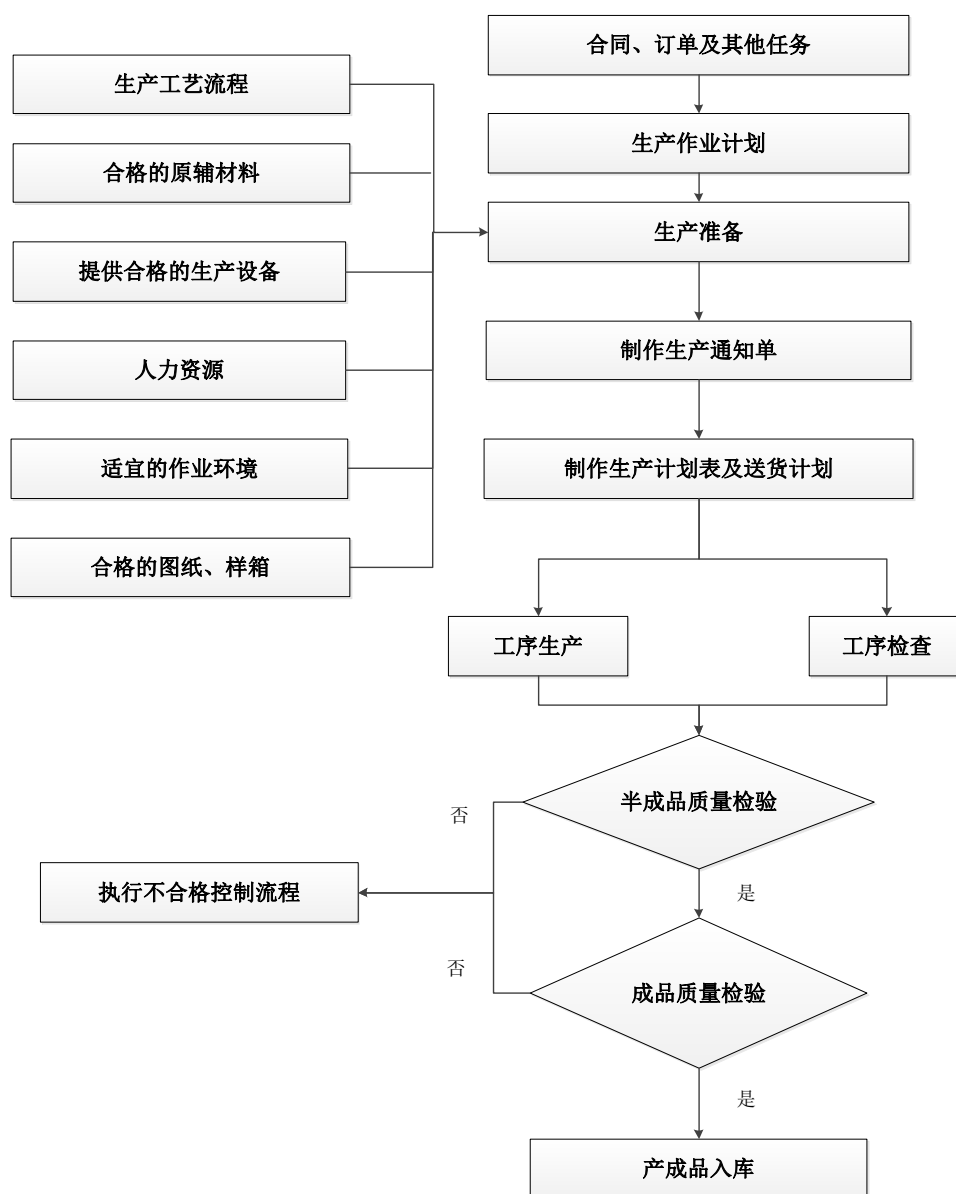 合同、订单及其他任务
生产工艺流程
生产作业计划
合格的原辅材料
生产准备
提供合格的生产设备
制作生产通知单
人力资源
适宜的作业环境
制作生产计划表及送货计划
合格的图纸、样箱
工序生产
工序检查
半成品质量检验
否
执行不合格控制流程
是
否
成品质量检验
是
产成品入库